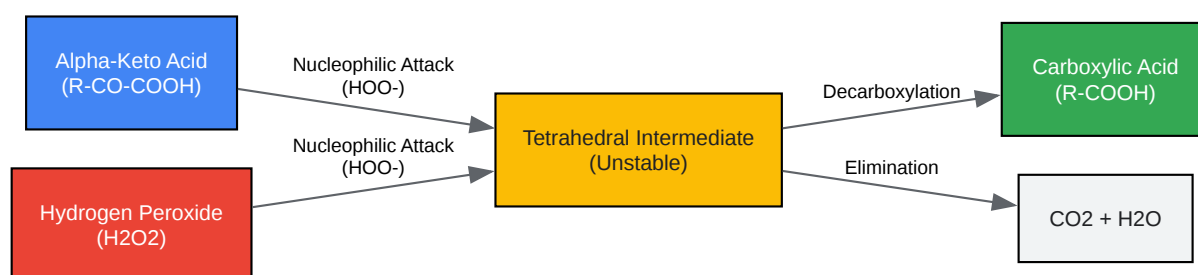 Alpha-Keto Acid
(R-CO-COOH)
Nucleophilic Attack
(HOO-)
Hydrogen Peroxide
(H2O2)
Nucleophilic Attack
(HOO-)
Tetrahedral Intermediate
(Unstable)
Decarboxylation
Carboxylic Acid
(R-COOH)
Elimination
CO2 + H2O